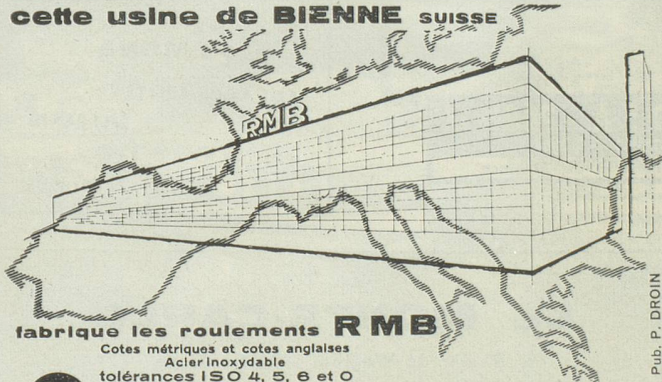 cette usine de BIENNE SUISSE
RMB
fabrique les roulements RMB
Cotes métriques et cotes anglaises
Acier inoxydable
tolérances ISO 4, 5, 6 et O
Pub. P. DROIN